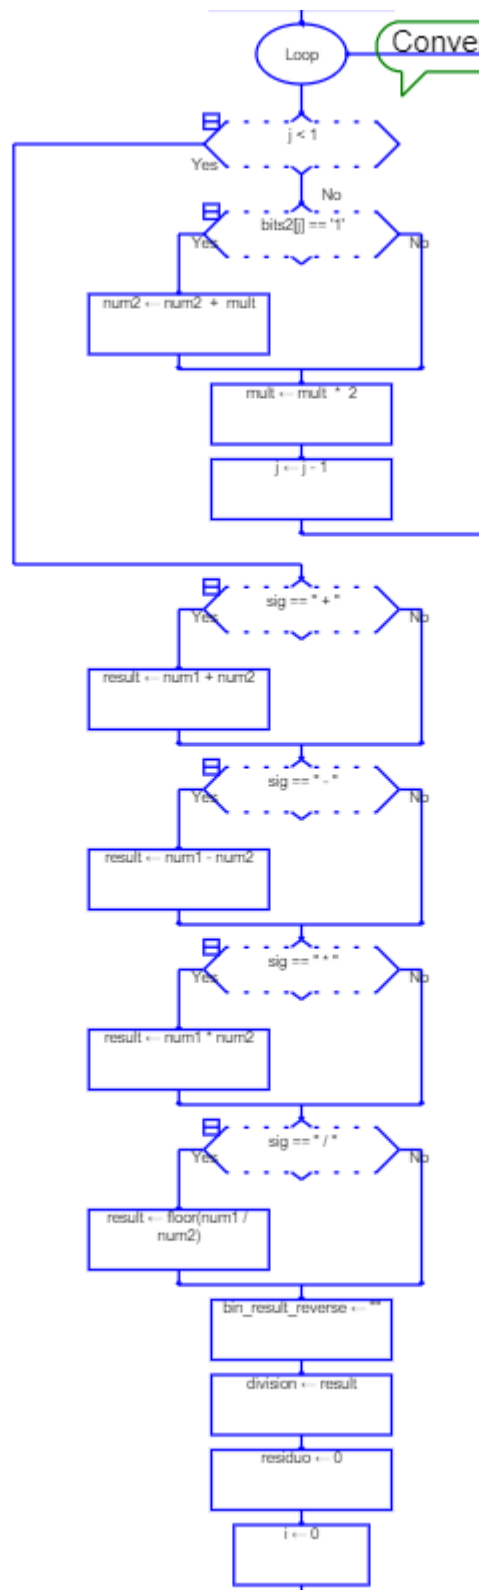 Loop
Conve
j < 1
Yes
No
bits2[j] == '1'
Yes
No
num2 ← num2 + mult
mult ← mult * 2
j ← j - 1
sig == " + "
Yes
No
result ← num1 + num2
sig == " - "
Yes
No
result ← num1 - num2
sig == " * "
Yes
No
result ← num1 * num2
sig == " / "
Yes
No
result ← floor(num1 /
num2)
bin_result_reverse ← ""
division ← result
residuo ← 0
i ← 0